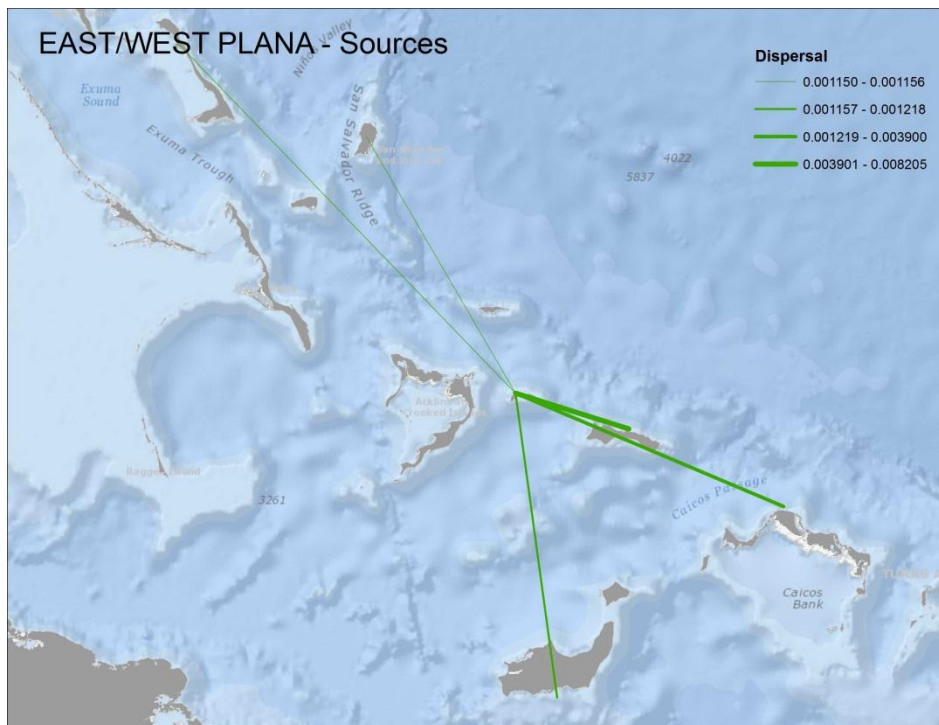 EAST/WEST PLANA - Sources
Dispersal
0.001150 - 0.001156
0.001157 - 0.001218
0.001219 - 0.003900
0.003901 - 0.008205
Exuma
Sound
Niños Valley
Exuma Trough
San Salvador Ridge
4022
5837
3261
Caicos Passage
Caicos
Bank